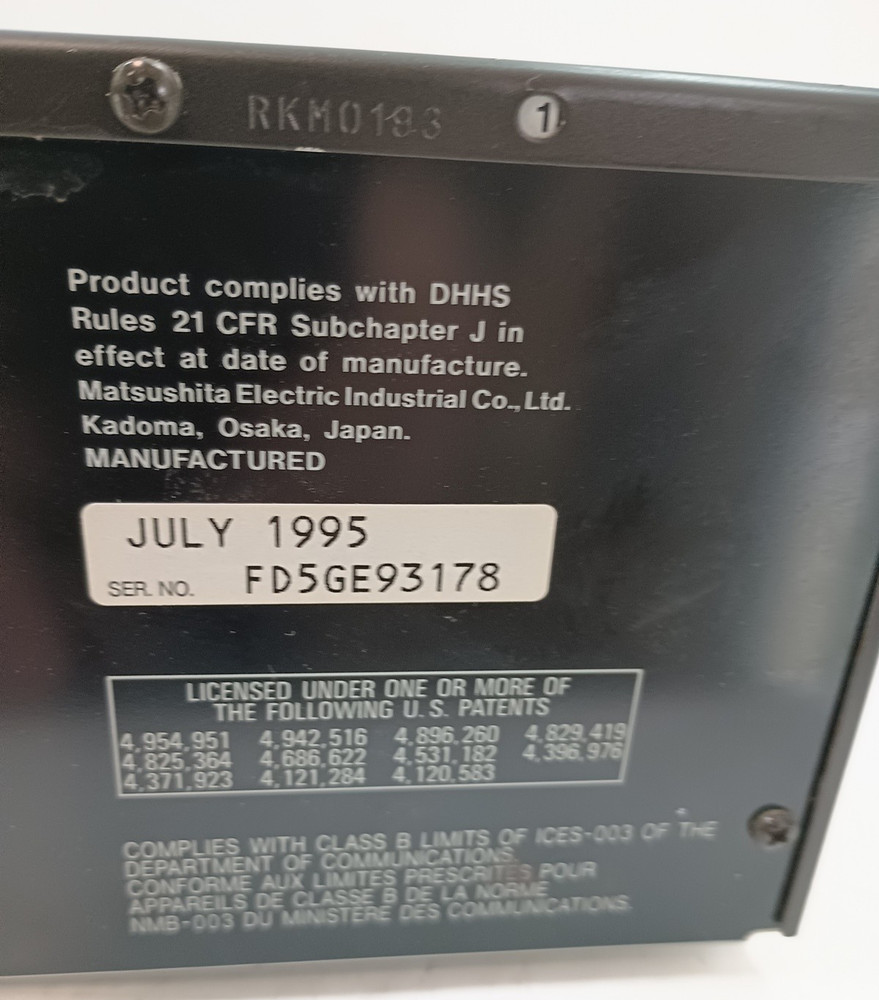 RKM0193 1
Product complies with DHHS
Rules 21 CFR Subchapter J in
effect at date of manufacture.
Matsushita Electric Industrial Co., Ltd.
Kadoma, Osaka, Japan.
MANUFACTURED
JULY 1995
SER. NO. FD5GE93178
LICENSED UNDER ONE OR MORE OF
THE FOLLOWING U.S. PATENTS
4,954,951 4,942,516 4,896,260 4,829,419
4,825,364 4,686,622 4,531,182 4,396,976
4,371,923 4,121,284 4,120,583
COMPLIES WITH CLASS B LIMITS OF ICES-003 OF THE
DEPARTMENT OF COMMUNICATIONS.
CONFORME AUX LIMITES PRESCRITES POUR
APPAREILS DE CLASSE B DE LA NORME
NMB-003 DU MINISTERE DES COMMUNICATIONS.